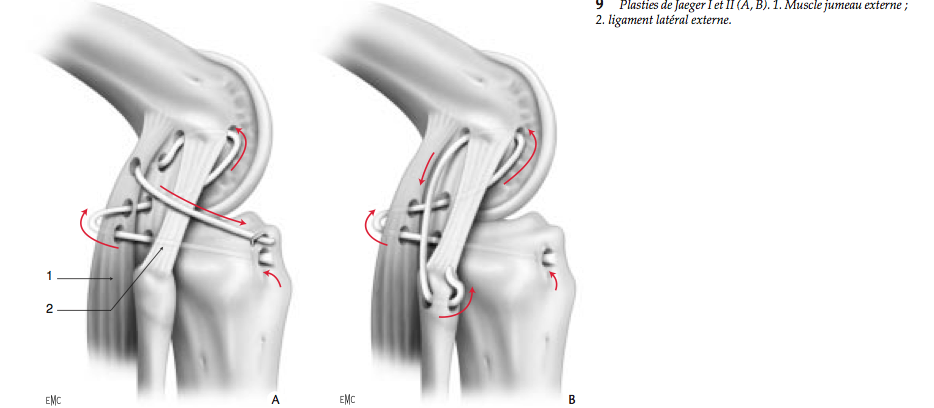 9 Plasties de Jaeger I et II (A, B). 1. Muscle jumeau externe ;
2. ligament latéral externe.
1
2
EMC
A
EMC
B